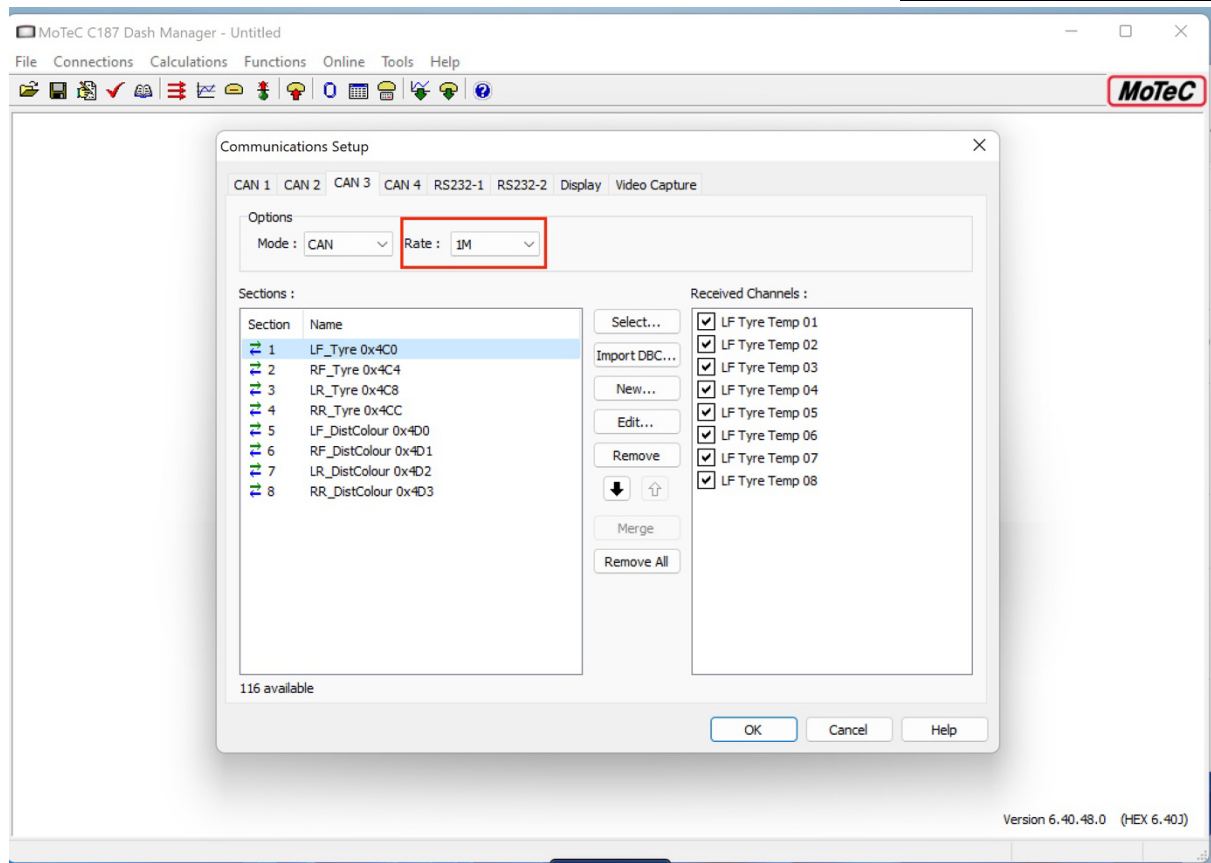 MoTeC C187 Dash Manager - Untitled
File Connections Calculations Functions Online Tools Help
MoTeC
Communications Setup
CAN 1 CAN 2 CAN 3 CAN 4 RS232-1 RS232-2 Display Video Capture
Options
Mode : CAN Rate : 1M
Sections :
Section Name
1 LF_Tyre 0x4C0
2 RF_Tyre 0x4C4
3 LR_Tyre 0x4C8
4 RR_Tyre 0x4CC
5 LF_DistColour 0x4D0
6 RF_DistColour 0x4D1
7 LR_DistColour 0x4D2
8 RR_DistColour 0x4D3
116 available
Select...
Import DBC...
New...
Edit...
Remove
Merge
Remove All
Received Channels :
LF Tyre Temp 01
LF Tyre Temp 02
LF Tyre Temp 03
LF Tyre Temp 04
LF Tyre Temp 05
LF Tyre Temp 06
LF Tyre Temp 07
LF Tyre Temp 08
OK Cancel Help
Version 6.40.48.0 (HEX 6.40J)